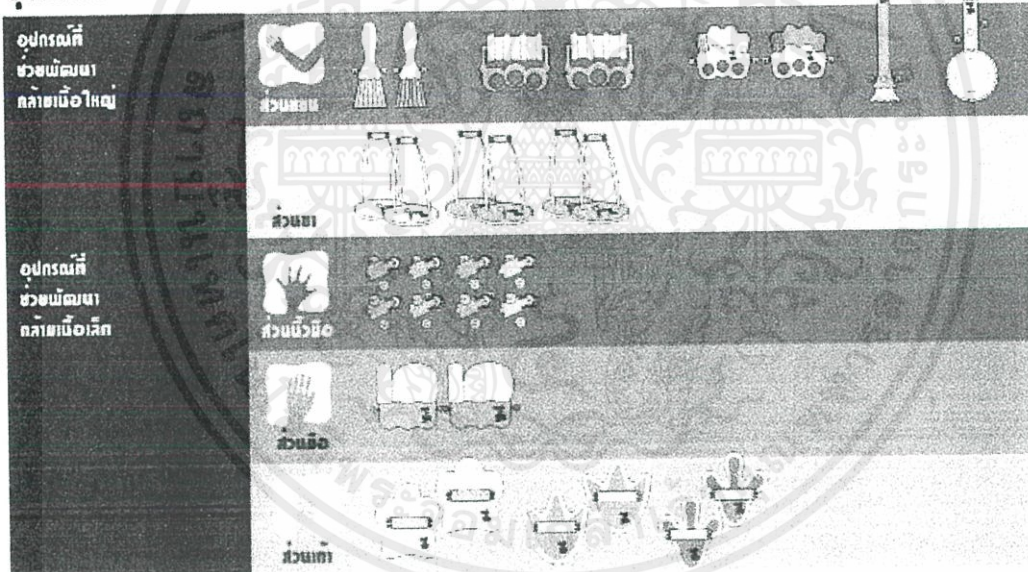 อุปกรณ์ที่
ช่วยพัฒนา
กล้ามเนื้อใหญ่
ส่วนแขน
ส่วนขา
อุปกรณ์ที่
ช่วยพัฒนา
กล้ามเนื้อเล็ก
ส่วนนิ้วมือ
ส่วนมือ
ส่วนเท้า